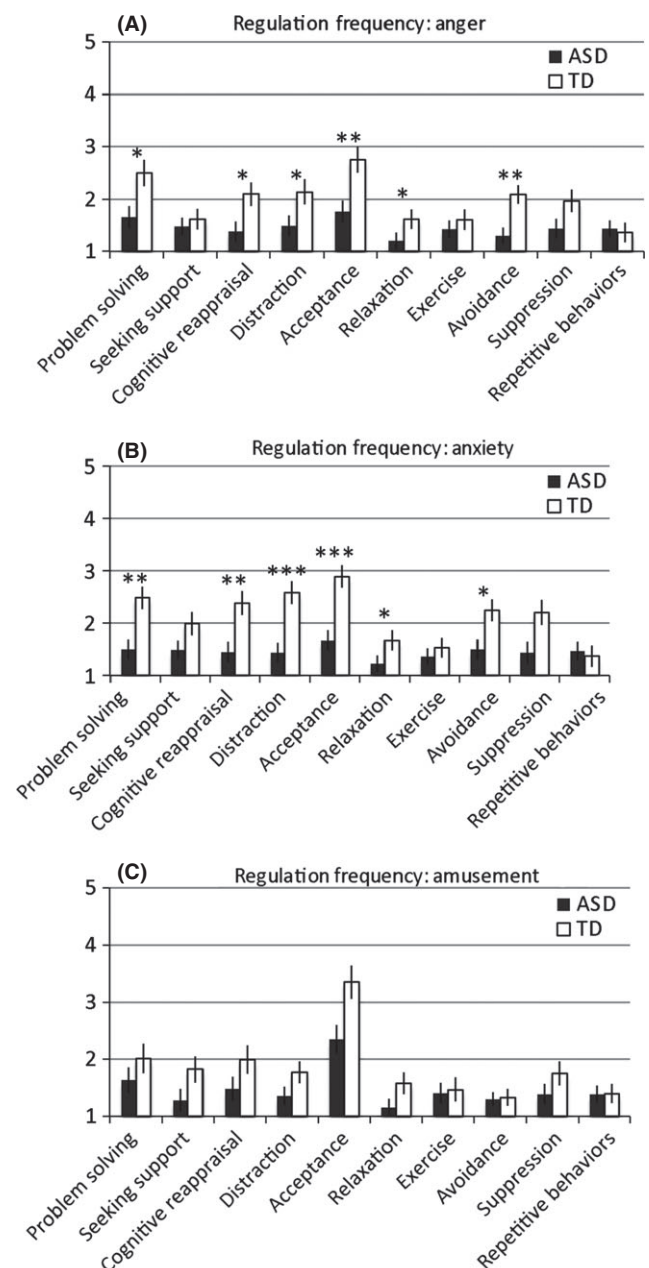 (A) Regulation frequency: anger
5
4
3
2
1
ASD
TD
*
*
*
**
*
**
Problem solving
Seeking support
Cognitive reappraisal
Distraction
Acceptance
Relaxation
Exercise
Avoidance
Suppression
Repetitive behaviors
(B) Regulation frequency: anxiety
5
4
3
2
1
ASD
TD
**
**
***
***
*
*
Problem solving
Seeking support
Cognitive reappraisal
Distraction
Acceptance
Relaxation
Exercise
Avoidance
Suppression
Repetitive behaviors
(C) Regulation frequency: amusement
5
4
3
2
1
ASD
TD
Problem solving
Seeking support
Cognitive reappraisal
Distraction
Acceptance
Relaxation
Exercise
Avoidance
Suppression
Repetitive behaviors